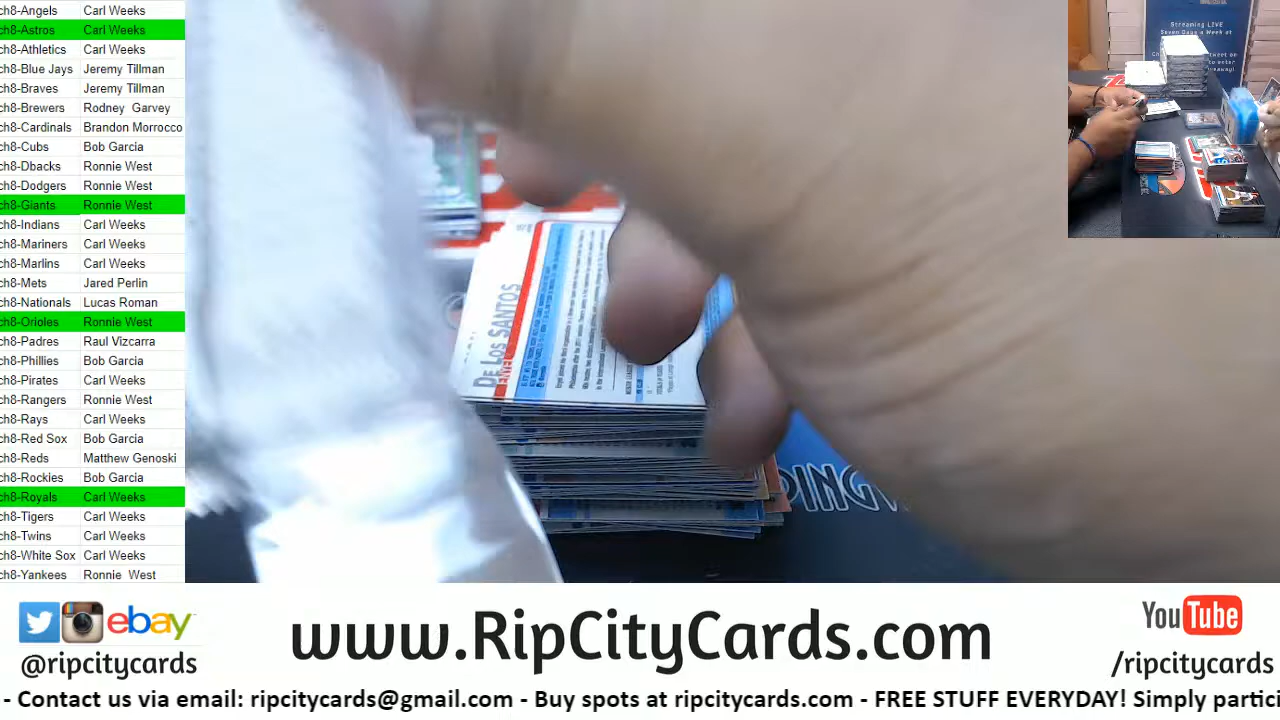 ch8-Angels Carl Weeks
ch8-Astros Carl Weeks
ch8-Athletics Carl Weeks
ch8-Blue Jays Jeremy Tillman
ch8-Braves Jeremy Tillman
ch8-Brewers Rodney Garvey
ch8-Cardinals Brandon Morrocco
ch8-Cubs Bob Garcia
ch8-Dbacks Ronnie West
ch8-Dodgers Ronnie West
ch8-Giants Ronnie West
ch8-Indians Carl Weeks
ch8-Mariners Carl Weeks
ch8-Marlins Carl Weeks
ch8-Mets Jared Perlin
ch8-Nationals Lucas Roman
ch8-Orioles Ronnie West
ch8-Padres Raul Vizcarra
ch8-Phillies Bob Garcia
ch8-Pirates Carl Weeks
ch8-Rangers Ronnie West
ch8-Rays Carl Weeks
ch8-Red Sox Bob Garcia
ch8-Reds Matthew Genoski
ch8-Rockies Bob Garcia
ch8-Royals Carl Weeks
ch8-Tigers Carl Weeks
ch8-Twins Carl Weeks
ch8-White Sox Carl Weeks
ch8-Yankees Ronnie West
DE LOS SANTOS
Streaming LIVE
Seven Days a Week at
ebay
@ripcitycards
www.RipCityCards.com
YouTube
/ripcitycards
- Contact us via email: ripcitycards@gmail.com - Buy spots at ripcitycards.com - FREE STUFF EVERYDAY! Simply partici